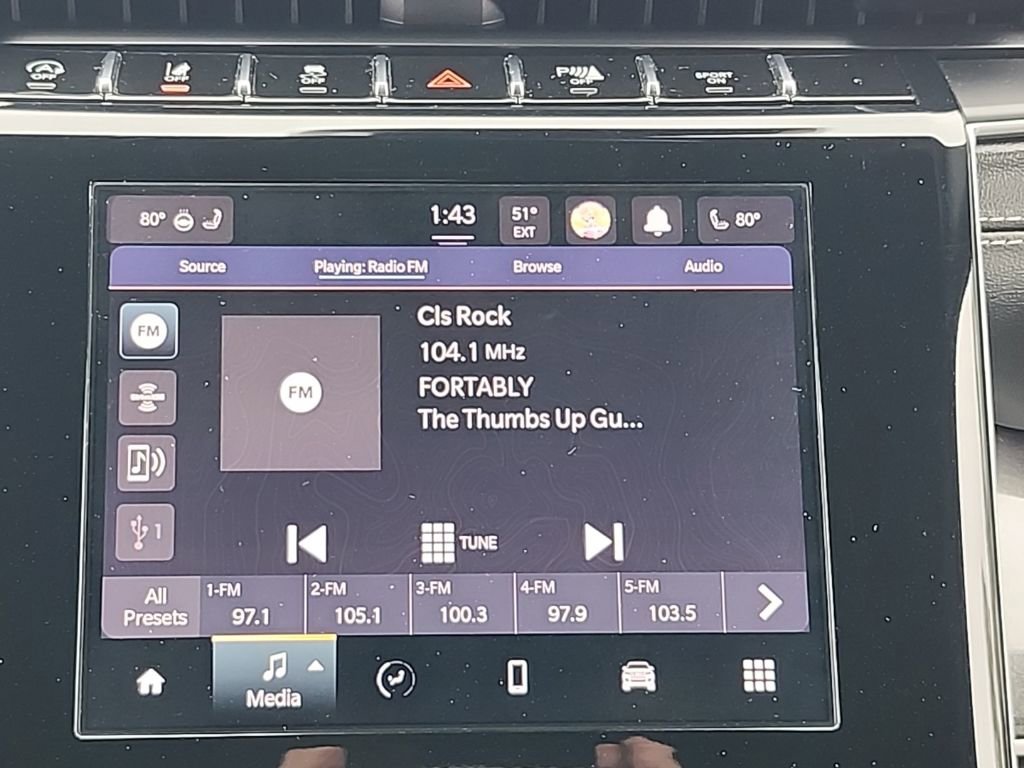 OFF
OFF
OFF
P OFF
SPORT
ON
80°
1:43
51°
EXT
80°
Source
Playing: Radio FM
Browse
Audio
FM
FM
Cls Rock
104.1 MHz
FORTABLY
The Thumbs Up Gu...
1
TUNE
All
Presets
1-FM
97.1
2-FM
105.1
3-FM
100.3
4-FM
97.9
5-FM
103.5
Media